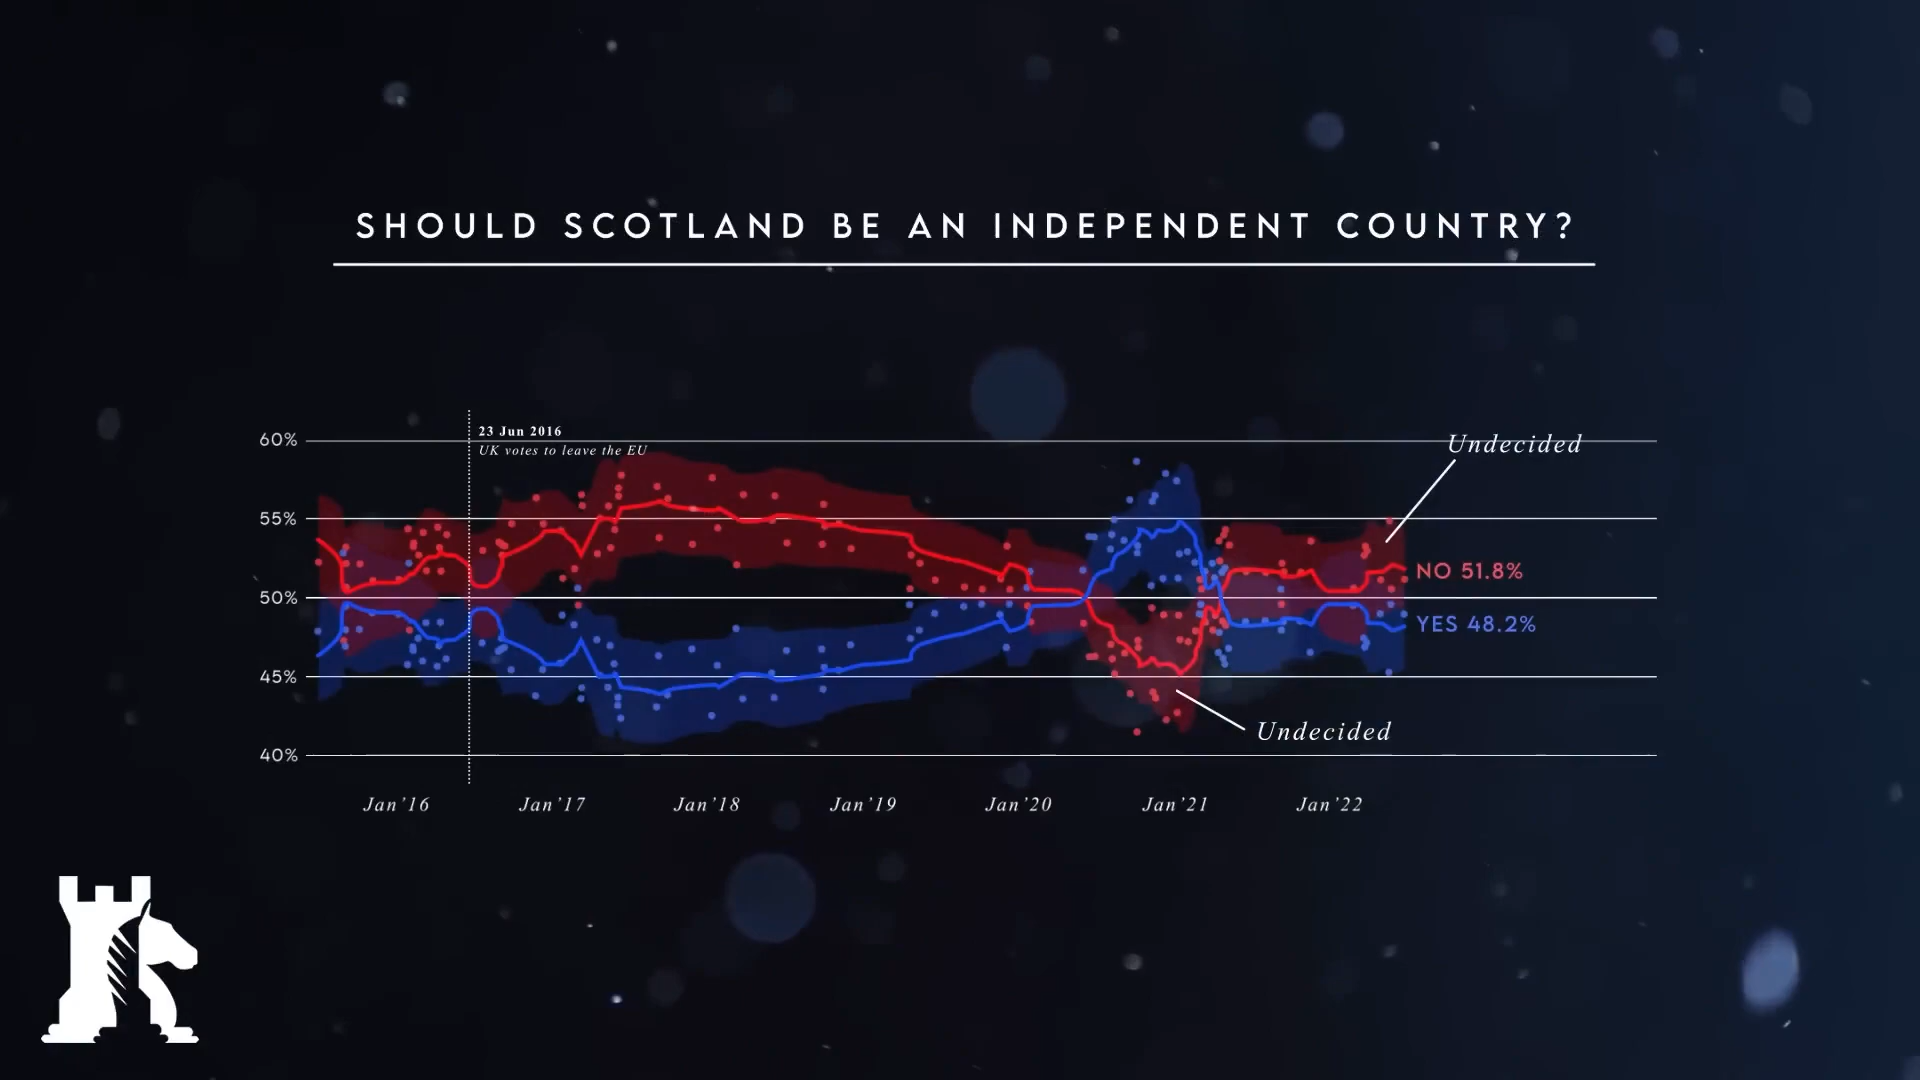 SHOULD SCOTLAND BE AN INDEPENDENT COUNTRY?
60%
23 Jun 2016
UK votes to leave the EU
Undecided
55%
NO 51.8%
50%
YES 48.2%
45%
Undecided
40%
Jan’16 Jan’17 Jan’18 Jan’19 Jan’20 Jan’21 Jan’22